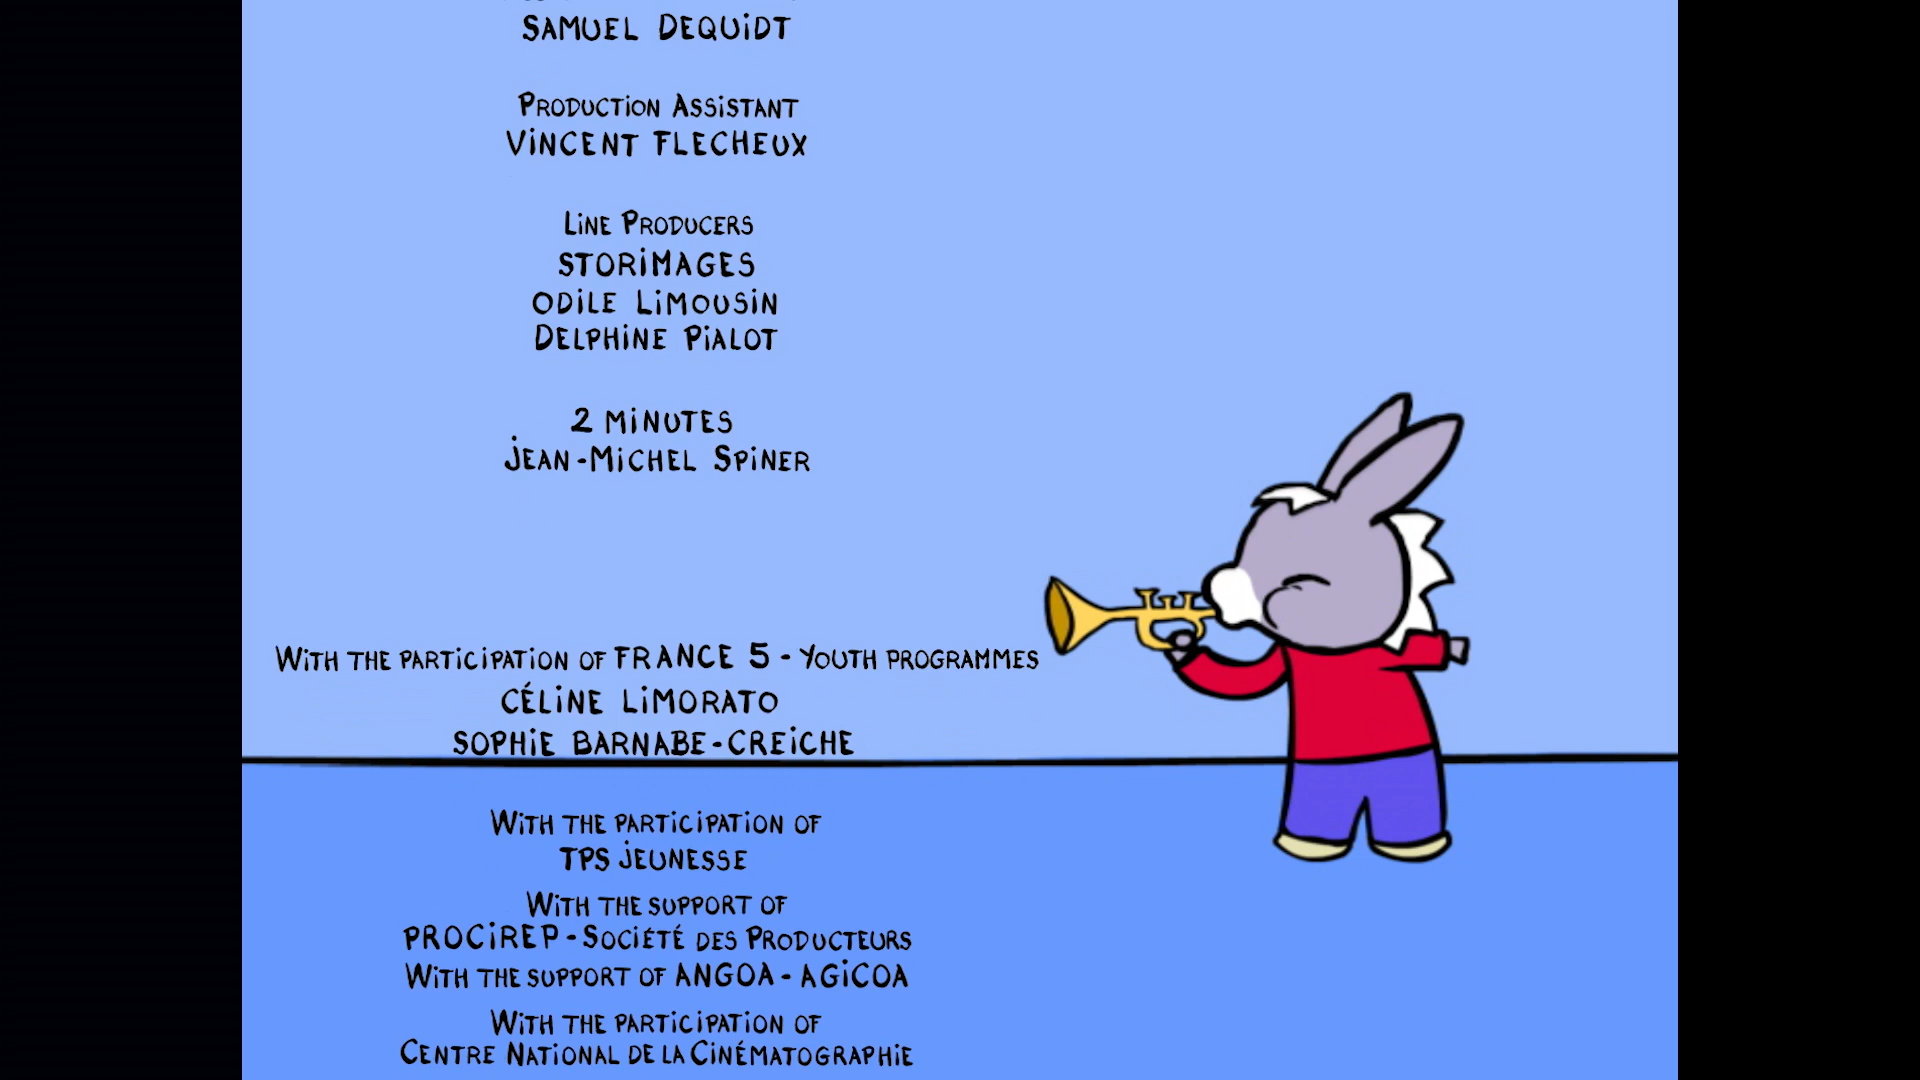 SAMUEL DEQUIDT
PRODUCTION ASSISTANT
VINCENT FLECHEUX
LINE PRODUCERS
STORIMAGES
ODILE LIMOUSIN
DELPHINE PIALOT
2 MINUTES
JEAN-MICHEL SPINER
WITH THE PARTICIPATION OF FRANCE 5 - YOUTH PROGRAMMES
CÉLINE LIMORATO
SOPHIE BARNABE-CREICHE
WITH THE PARTICIPATION OF
TPS JEUNESSE
WITH THE SUPPORT OF
PROCIREP - SOCIÉTÉ DES PRODUCTEURS
WITH THE SUPPORT OF ANGOA - AGICOA
WITH THE PARTICIPATION OF
CENTRE NATIONAL DE LA CINÉMATOGRAPHIE